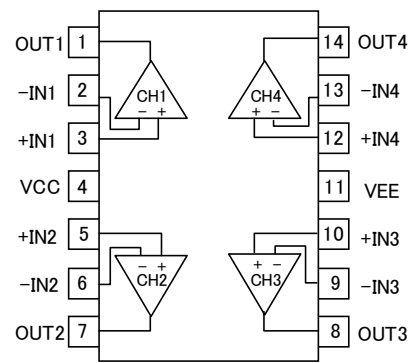 OUT1 1 14 OUT4
-IN1 2 CH1 CH4 13 -IN4
- + + -
+IN1 3 12 +IN4
VCC 4 11 VEE
+IN2 5 10 +IN3
- + + -
-IN2 6 CH2 CH3 9 -IN3
OUT2 7 8 OUT3